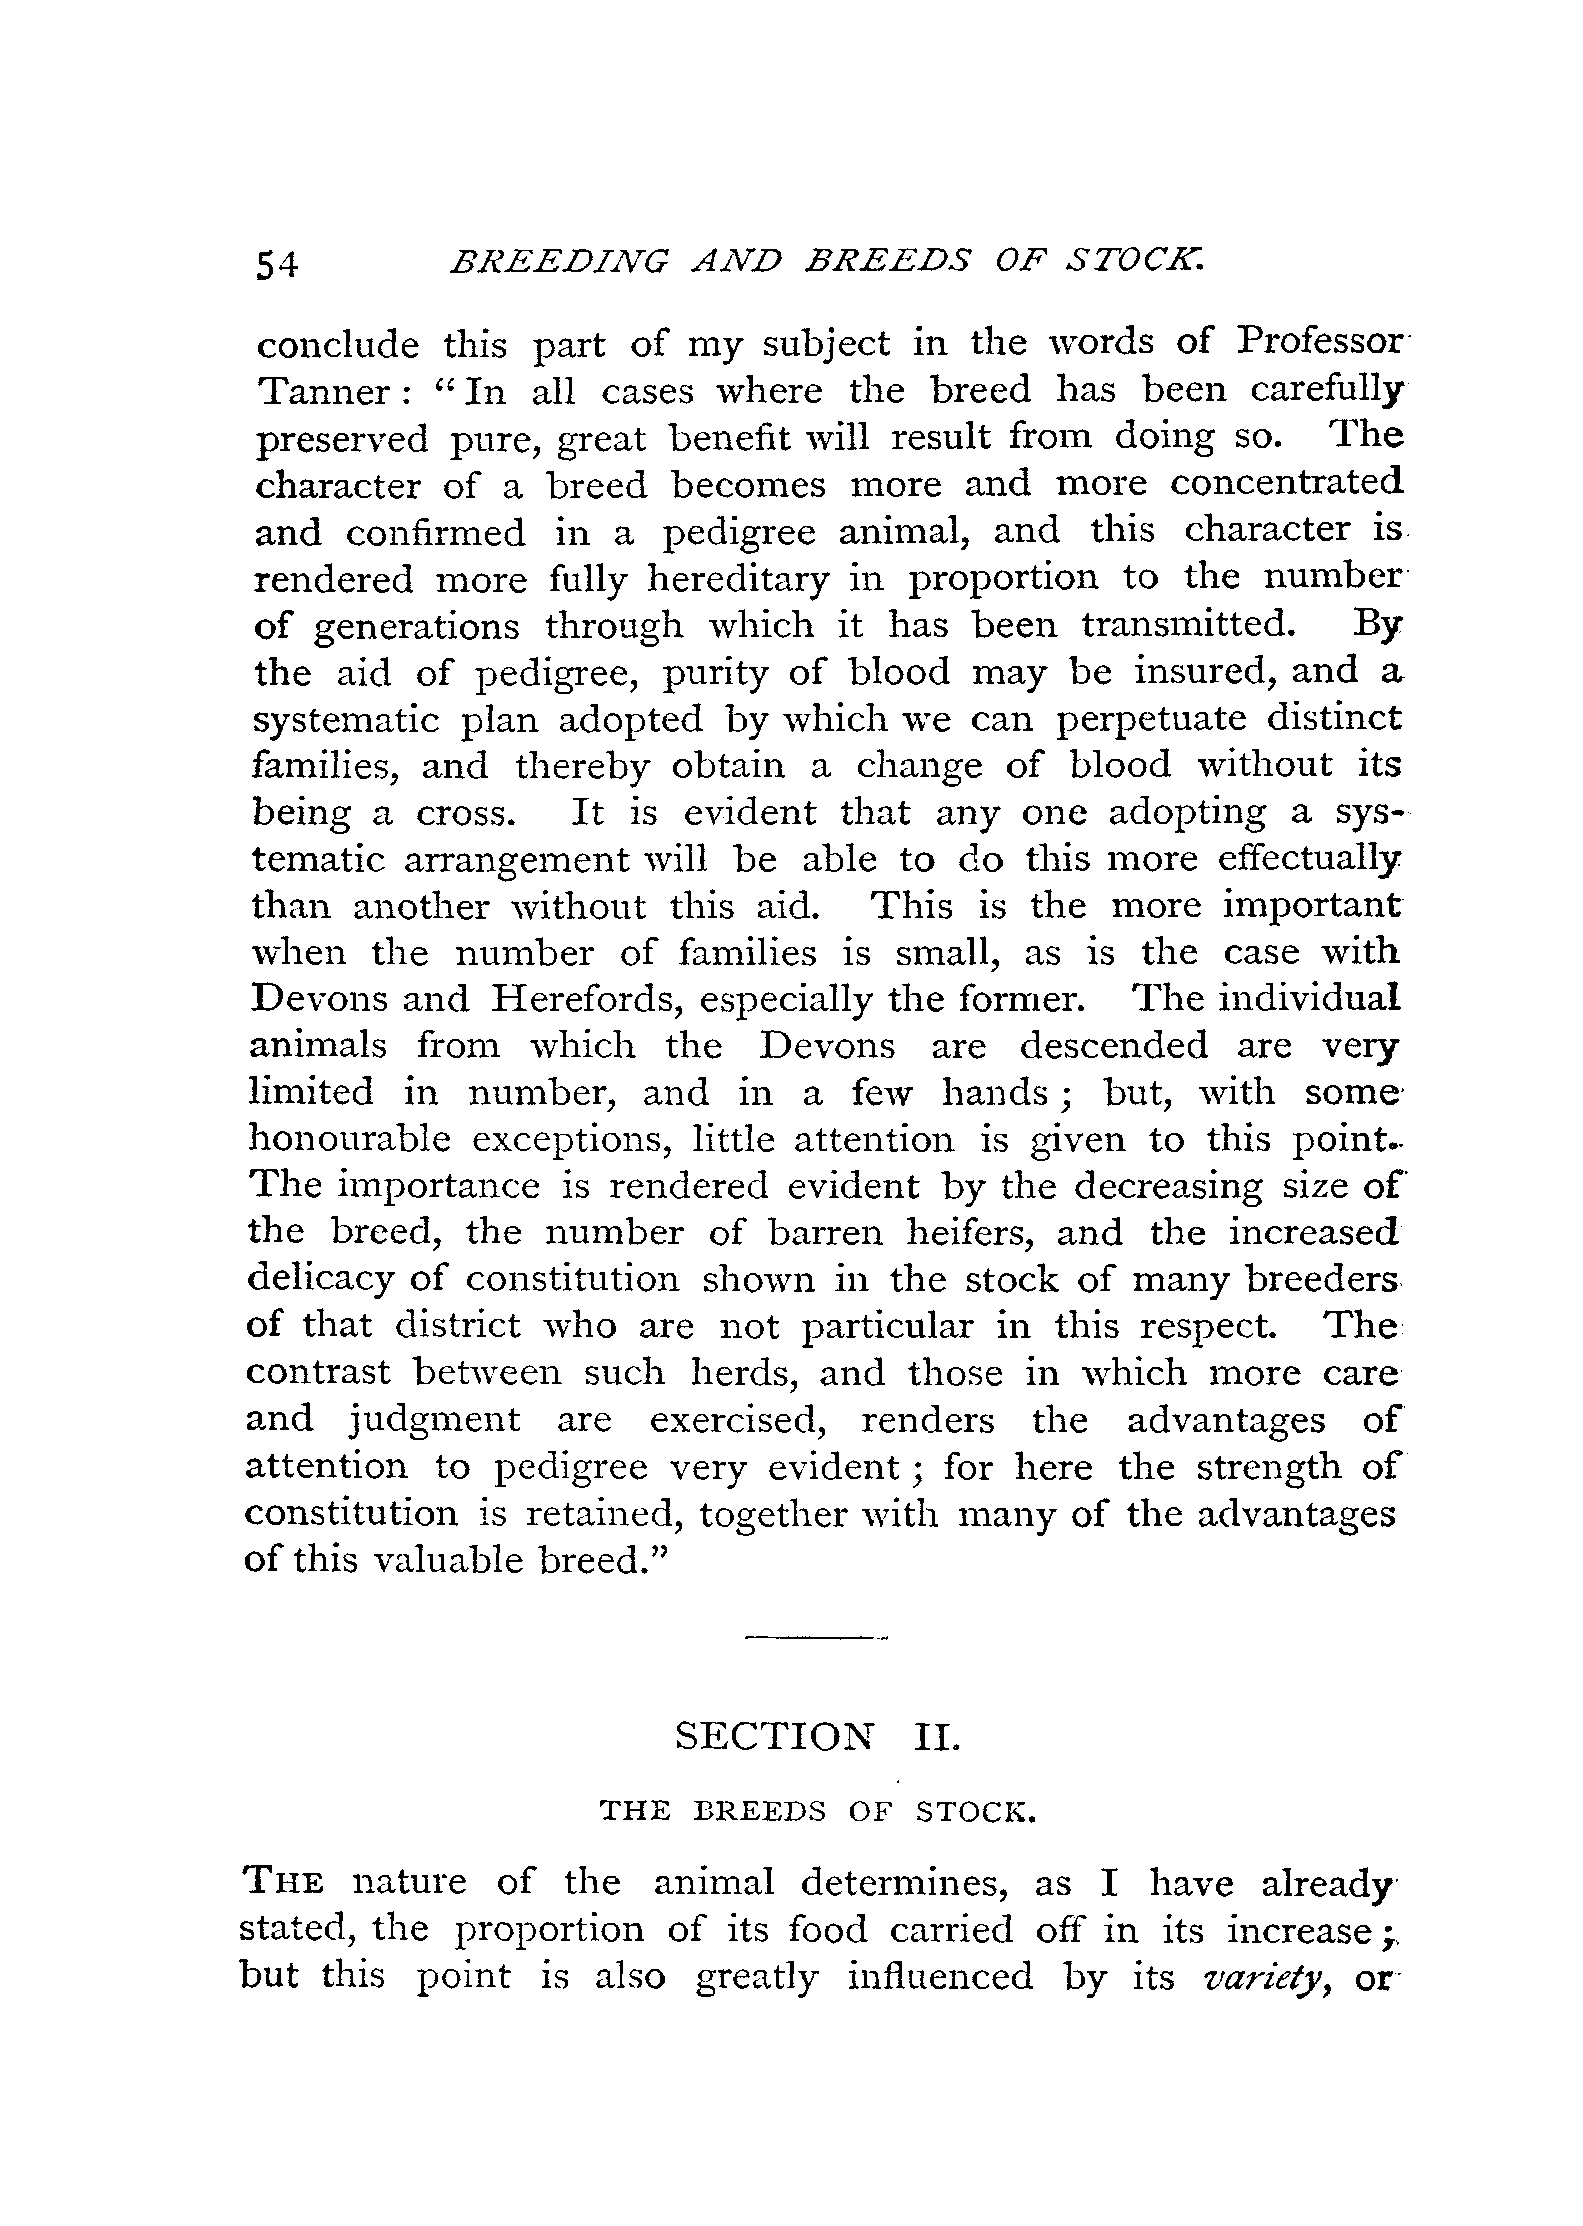 54 BREEDING AND BREEDS OF STOCK.
conclude this part of my subject in the words of Professor
Tanner: “In all cases where the breed has been carefully
preserved pure, great benefit will result from doing so. The
character of a breed becomes more and more concentrated
and confirmed in a pedigree animal, and this character is
rendered more fully hereditary in proportion to the number
of generations through which it has been transmitted. By
the aid of pedigree, purity of blood may be insured, and a
systematic plan adopted by which we can perpetuate distinct
families, and thereby obtain a change of blood without its
being a cross. It is evident that any one adopting a sys-
tematic arrangement will be able to do this more effectually
than another without this aid. This is the more important
when the number of families is small, as is the case with
Devons and Herefords, especially the former. The individual
animals from which the Devons are descended are very
limited in number, and in a few hands; but, with some
honourable exceptions, little attention is given to this point.
The importance is rendered evident by the decreasing size of
the breed, the number of barren heifers, and the increased
delicacy of constitution shown in the stock of many breeders
of that district who are not particular in this respect. The
contrast between such herds, and those in which more care
and judgment are exercised, renders the advantages of
attention to pedigree very evident; for here the strength of
constitution is retained, together with many of the advantages
of this valuable breed.”
SECTION II.
THE BREEDS OF STOCK.
THE nature of the animal determines, as I have already
stated, the proportion of its food carried off in its increase;
but this point is also greatly influenced by its variety, or